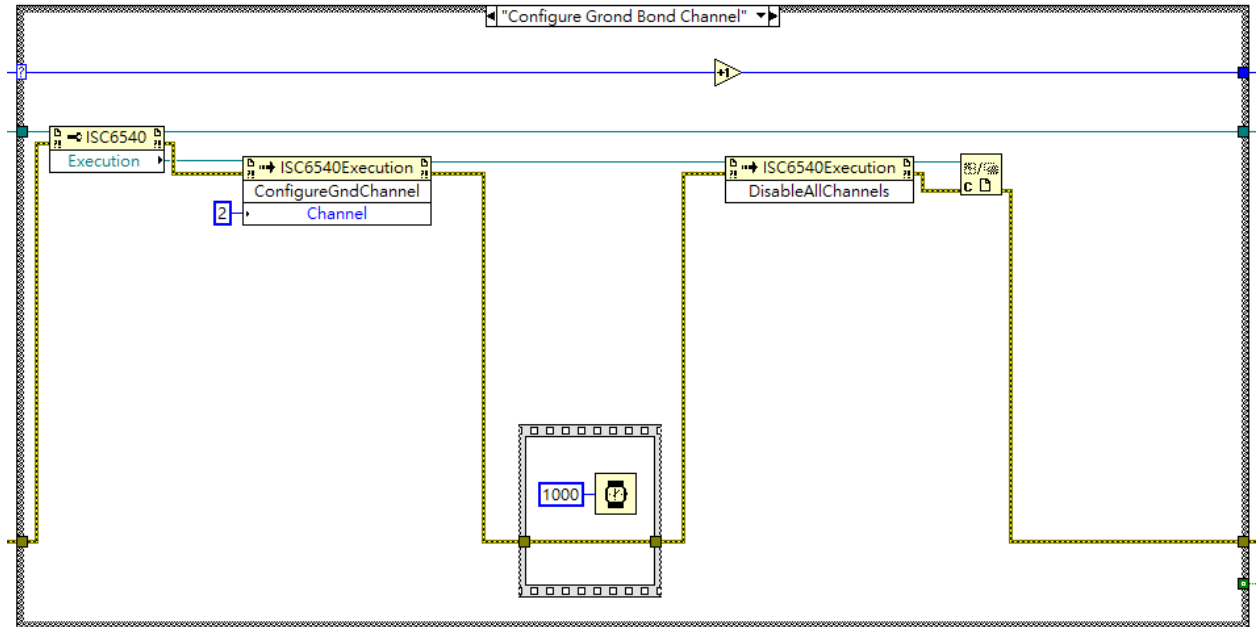 "Configure Grond Bond Channel"
?
+1
ISC6540
Execution
ISC6540Execution
ConfigureGndChannel
2
Channel
ISC6540Execution
DisableAllChannels
C
1000